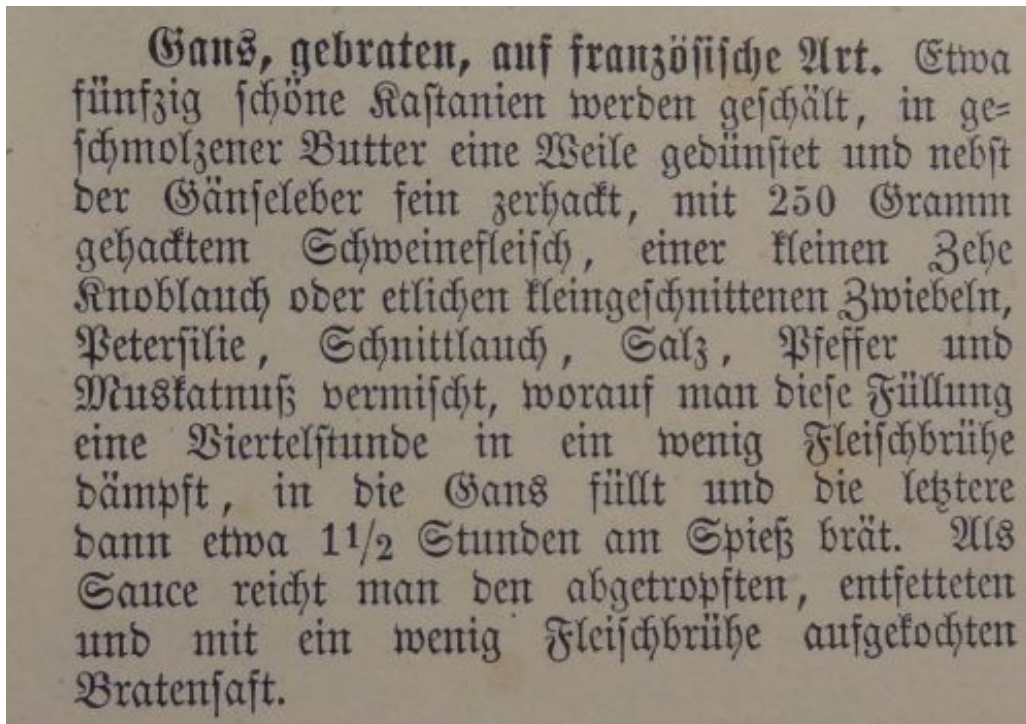 Gans, gebraten, auf französische Art. Etwa
fünfzig schöne Kastanien werden geschält, in ge-
schmolzener Butter eine Weile gedünstet und nebst
der Gänseleber fein zerhackt, mit 250 Gramm
gehacktem Schweinefleisch, einer kleinen Zehe
Knoblauch oder etlichen kleingeschnittenen Zwiebeln,
Petersilie, Schnittlauch, Salz, Pfeffer und
Muskatnuß vermischt, worauf man diese Füllung
eine Viertelstunde in ein wenig Fleischbrühe
dämpft, in die Gans füllt und die letztere
dann etwa 1 1/2 Stunden am Spieß brät. Als
Sauce reicht man den abgetropften, entfetteten
und mit ein wenig Fleischbrühe aufgekochten
Bratensaft.